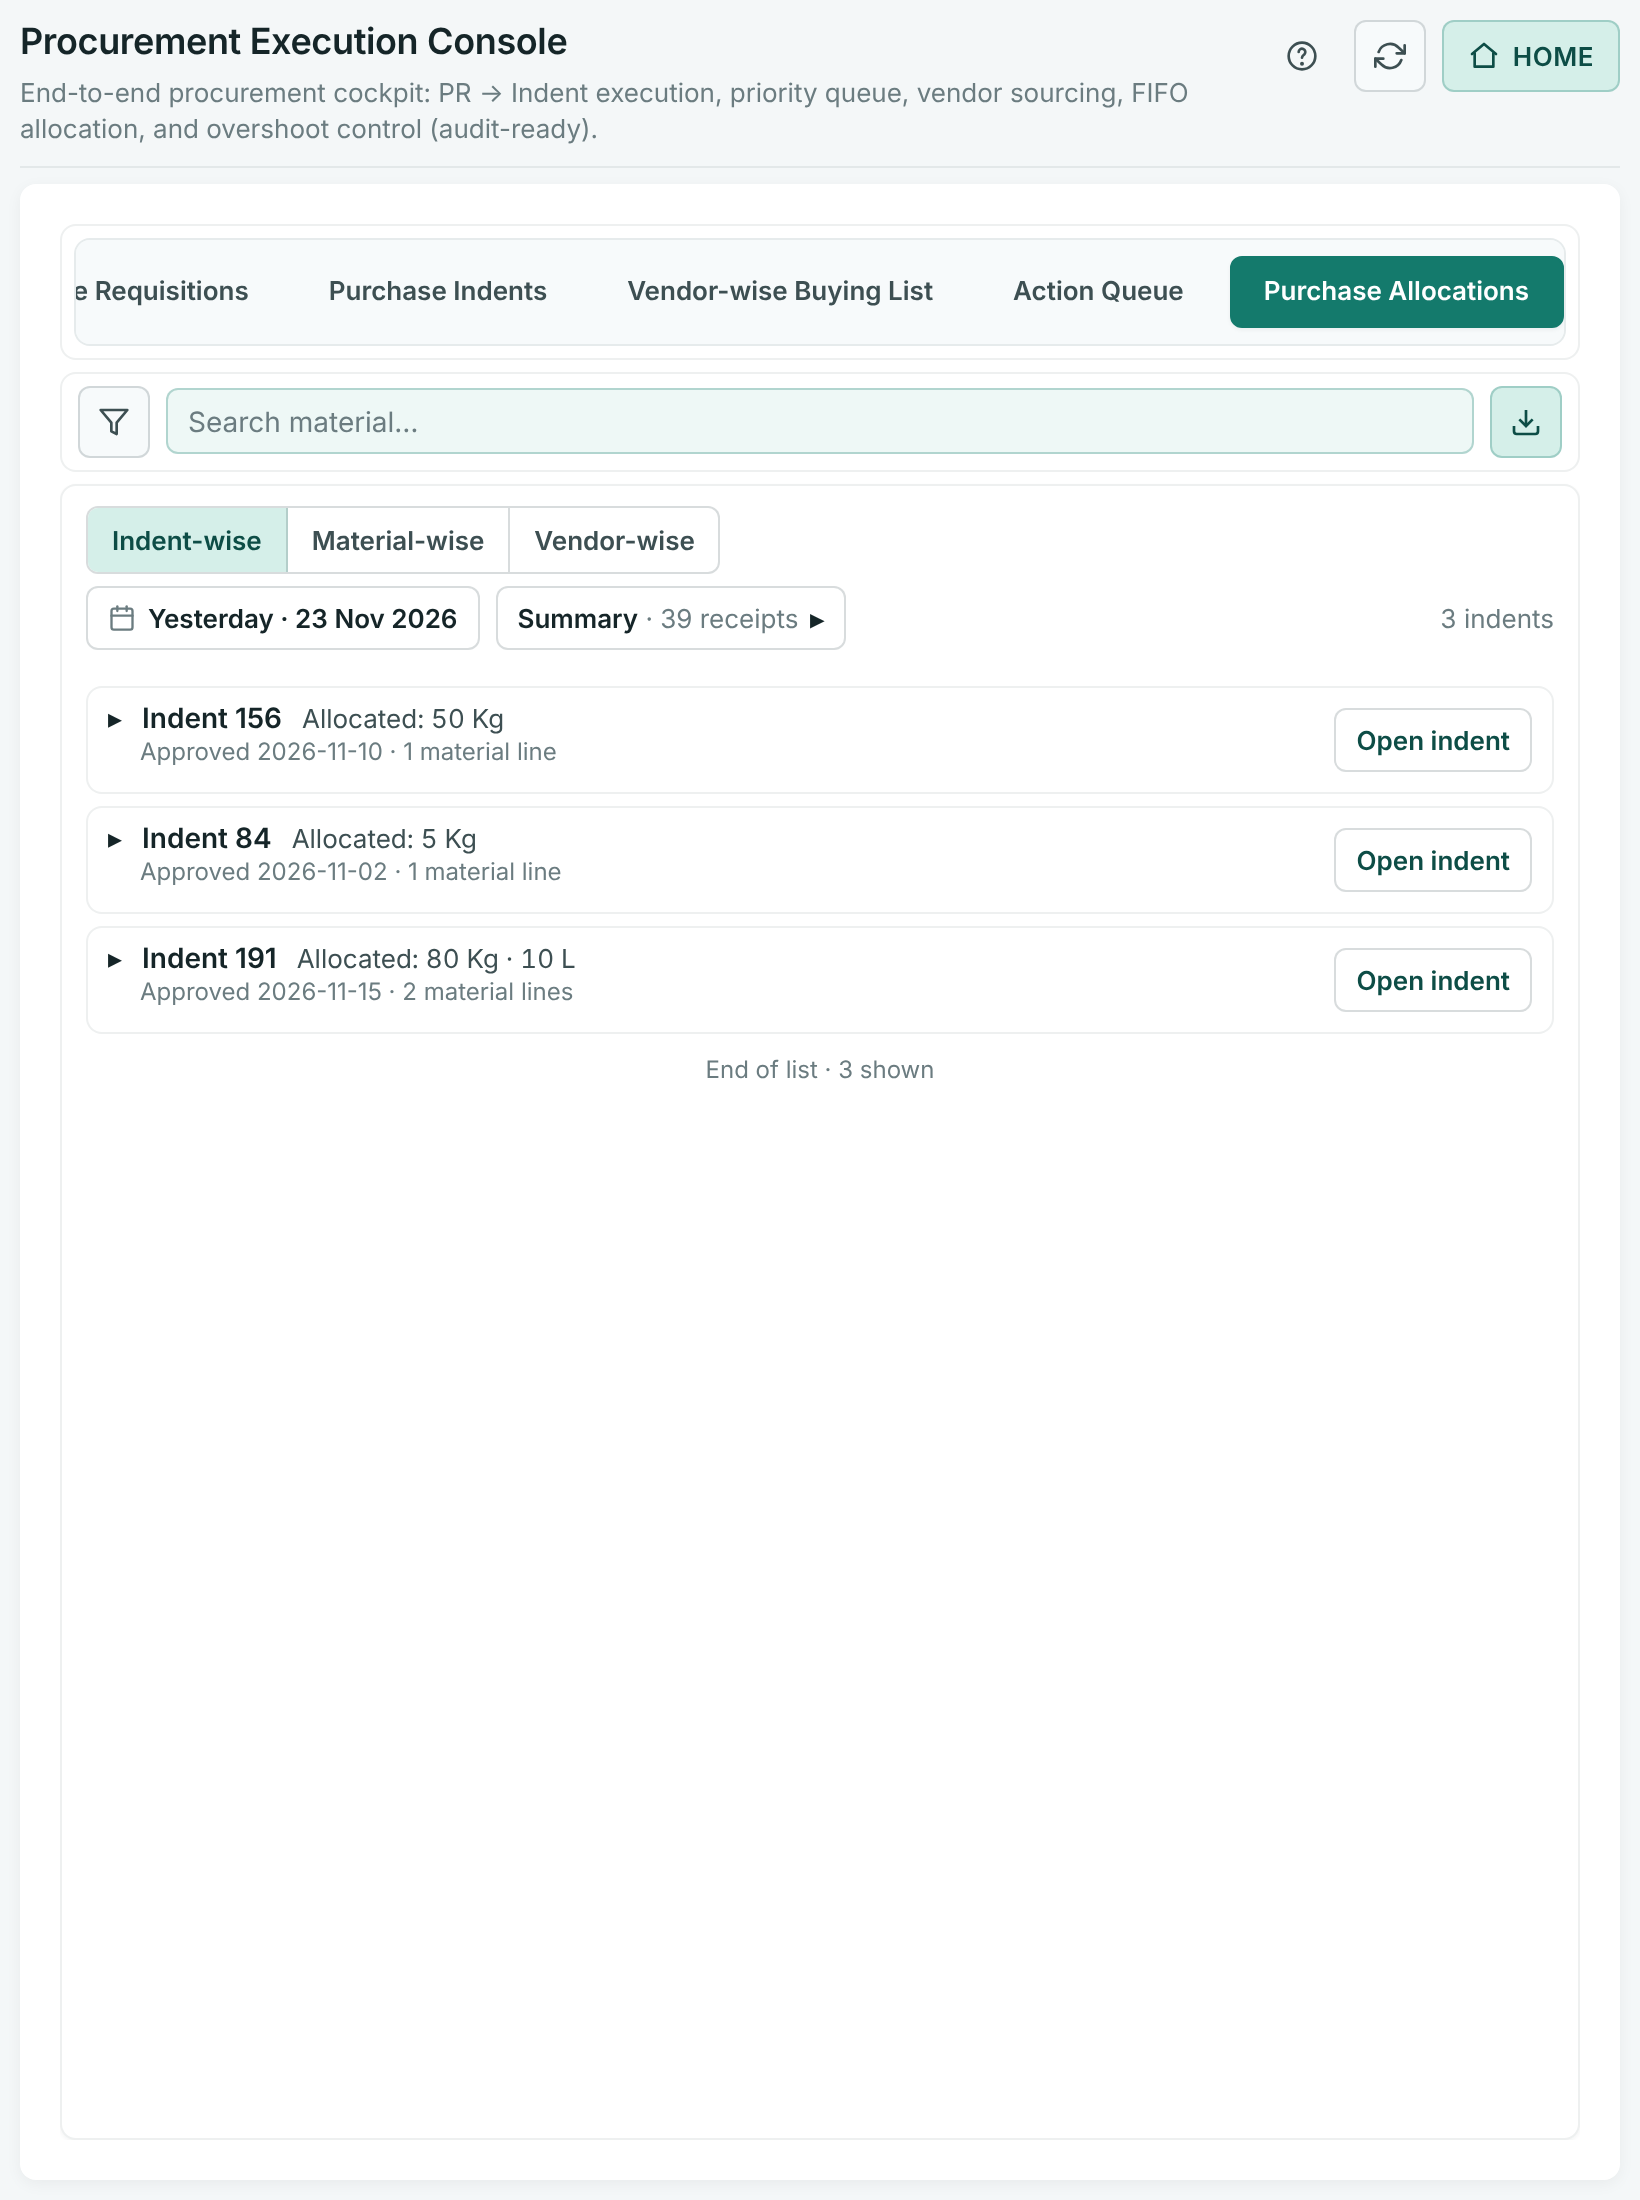 Procurement Execution Console
HOME
End-to-end procurement cockpit: PR → Indent execution, priority queue, vendor sourcing, FIFO
allocation, and overshoot control (audit-ready).
e Requisitions
Purchase Indents
Vendor-wise Buying List
Action Queue
Purchase Allocations
Search material...
Indent-wise
Material-wise
Vendor-wise
Yesterday · 23 Nov 2026
Summary · 39 receipts ▸
3 indents
▸ Indent 156 Allocated: 50 Kg
Approved 2026-11-10 · 1 material line
Open indent
▸ Indent 84 Allocated: 5 Kg
Approved 2026-11-02 · 1 material line
Open indent
▸ Indent 191 Allocated: 80 Kg · 10 L
Approved 2026-11-15 · 2 material lines
Open indent
End of list · 3 shown